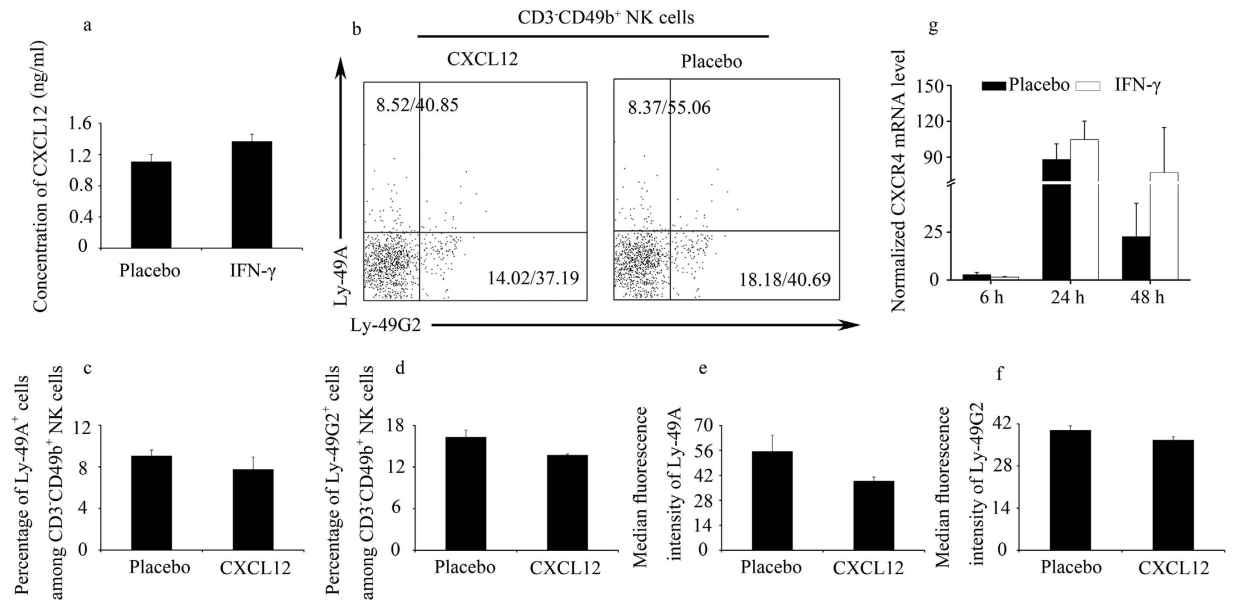 a
Concentration of CXCL12 (ng/ml)
1.6
1.2
0.8
0.4
0
Placebo
IFN-γ
b
CD3⁻CD49b⁺ NK cells
CXCL12
Placebo
8.52/40.85
14.02/37.19
8.37/55.06
18.18/40.69
Ly-49A
Ly-49G2
g
Normalized CXCR4 mRNA level
Placebo
IFN-γ
150
120
90
25
0
6 h
24 h
48 h
c
Percentage of Ly-49A⁺ cells
among CD3⁻CD49b⁺ NK cells
12
9
6
3
0
Placebo
CXCL12
d
Percentage of Ly-49G2⁺ cells
among CD3⁻CD49b⁺ NK cells
18
14
9
5
0
Placebo
CXCL12
e
Median fluorescence
intensity of Ly-49A
70
56
42
28
14
0
Placebo
CXCL12
f
Median fluorescence
intensity of Ly-49G2
42
28
14
0
Placebo
CXCL12